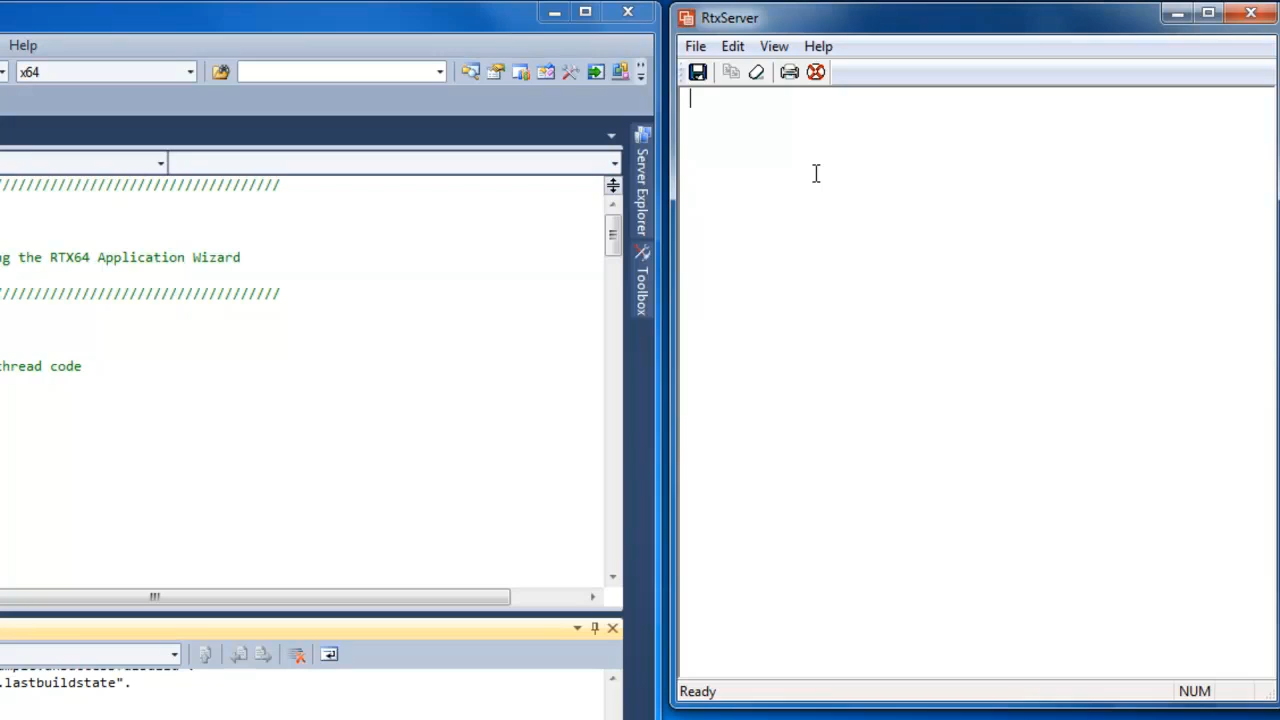 Help
x64
Server Explorer
Toolbox
////////////////////////////////////
ng the RTX64 Application Wizard
////////////////////////////////////
thread code
.lastbuildstate".
RtxServer
File Edit View Help
Ready
NUM